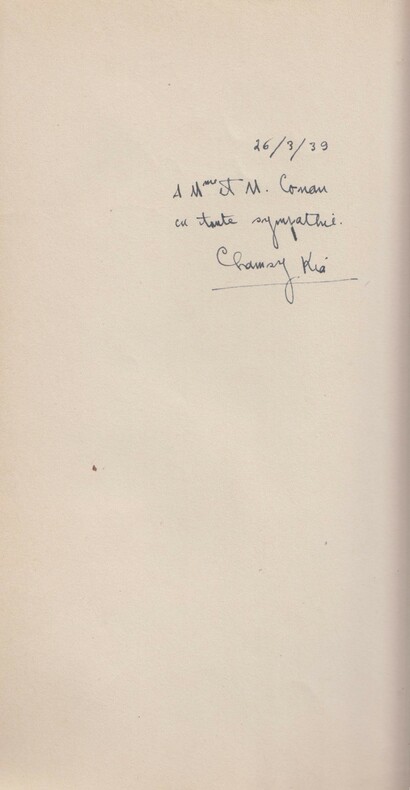 26/3/39
A Mme et M. Conan
en toute sympathie.
Chamsy Kia